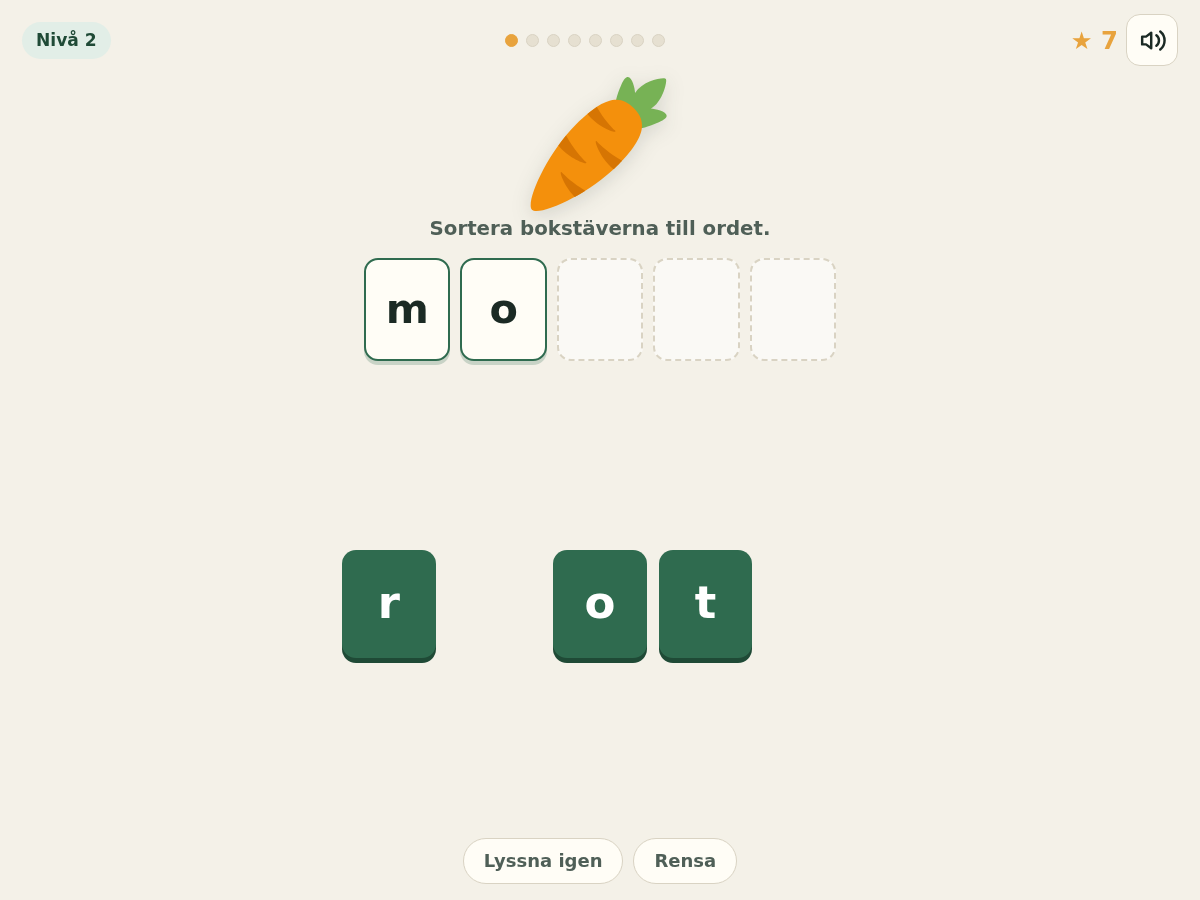 Nivå 2
★ 7
Sortera bokstäverna till ordet.
m o
r o t
Lyssna igen Rensa